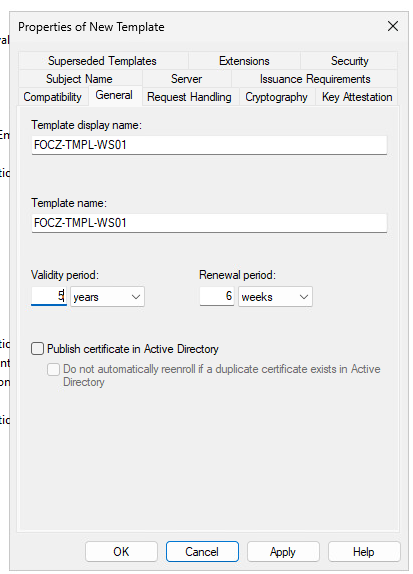 Properties of New Template
Superseded Templates Extensions Security
Subject Name Server Issuance Requirements
Compatibility General Request Handling Cryptography Key Attestation
Template display name:
FOCZ-TMPL-WS01
Template name:
FOCZ-TMPL-WS01
Validity period: Renewal period:
5 years 6 weeks
Publish certificate in Active Directory
Do not automatically reenroll if a duplicate certificate exists in Active
Directory
OK Cancel Apply Help